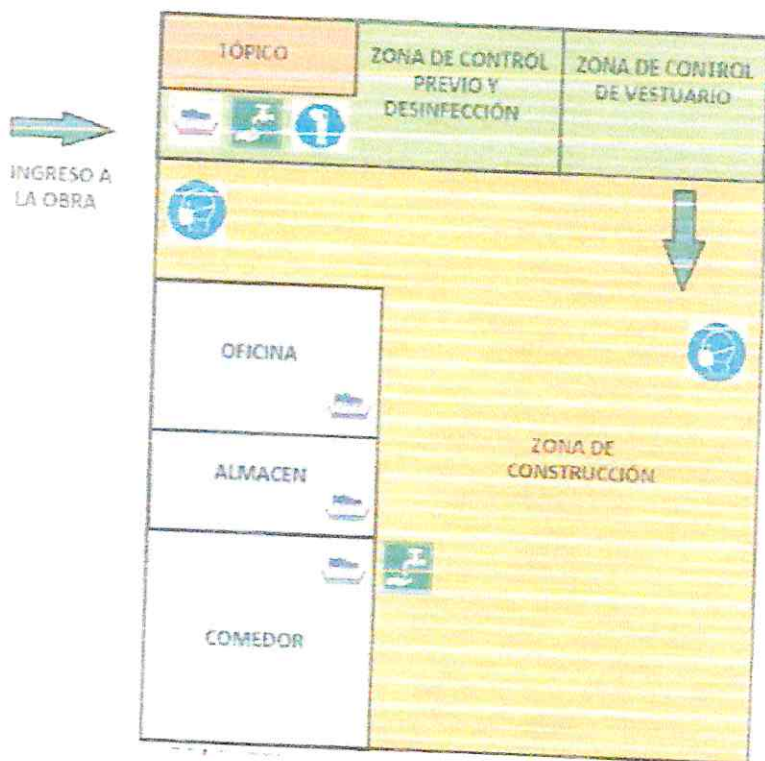 TÓPICO
ZONA DE CONTROL
PREVIO Y
DESINFECCIÓN
ZONA DE CONTROL
DE VESTUARIO
INGRESO A
LA OBRA
OFICINA
ALMACEN
ZONA DE
CONSTRUCCIÓN
COMEDOR